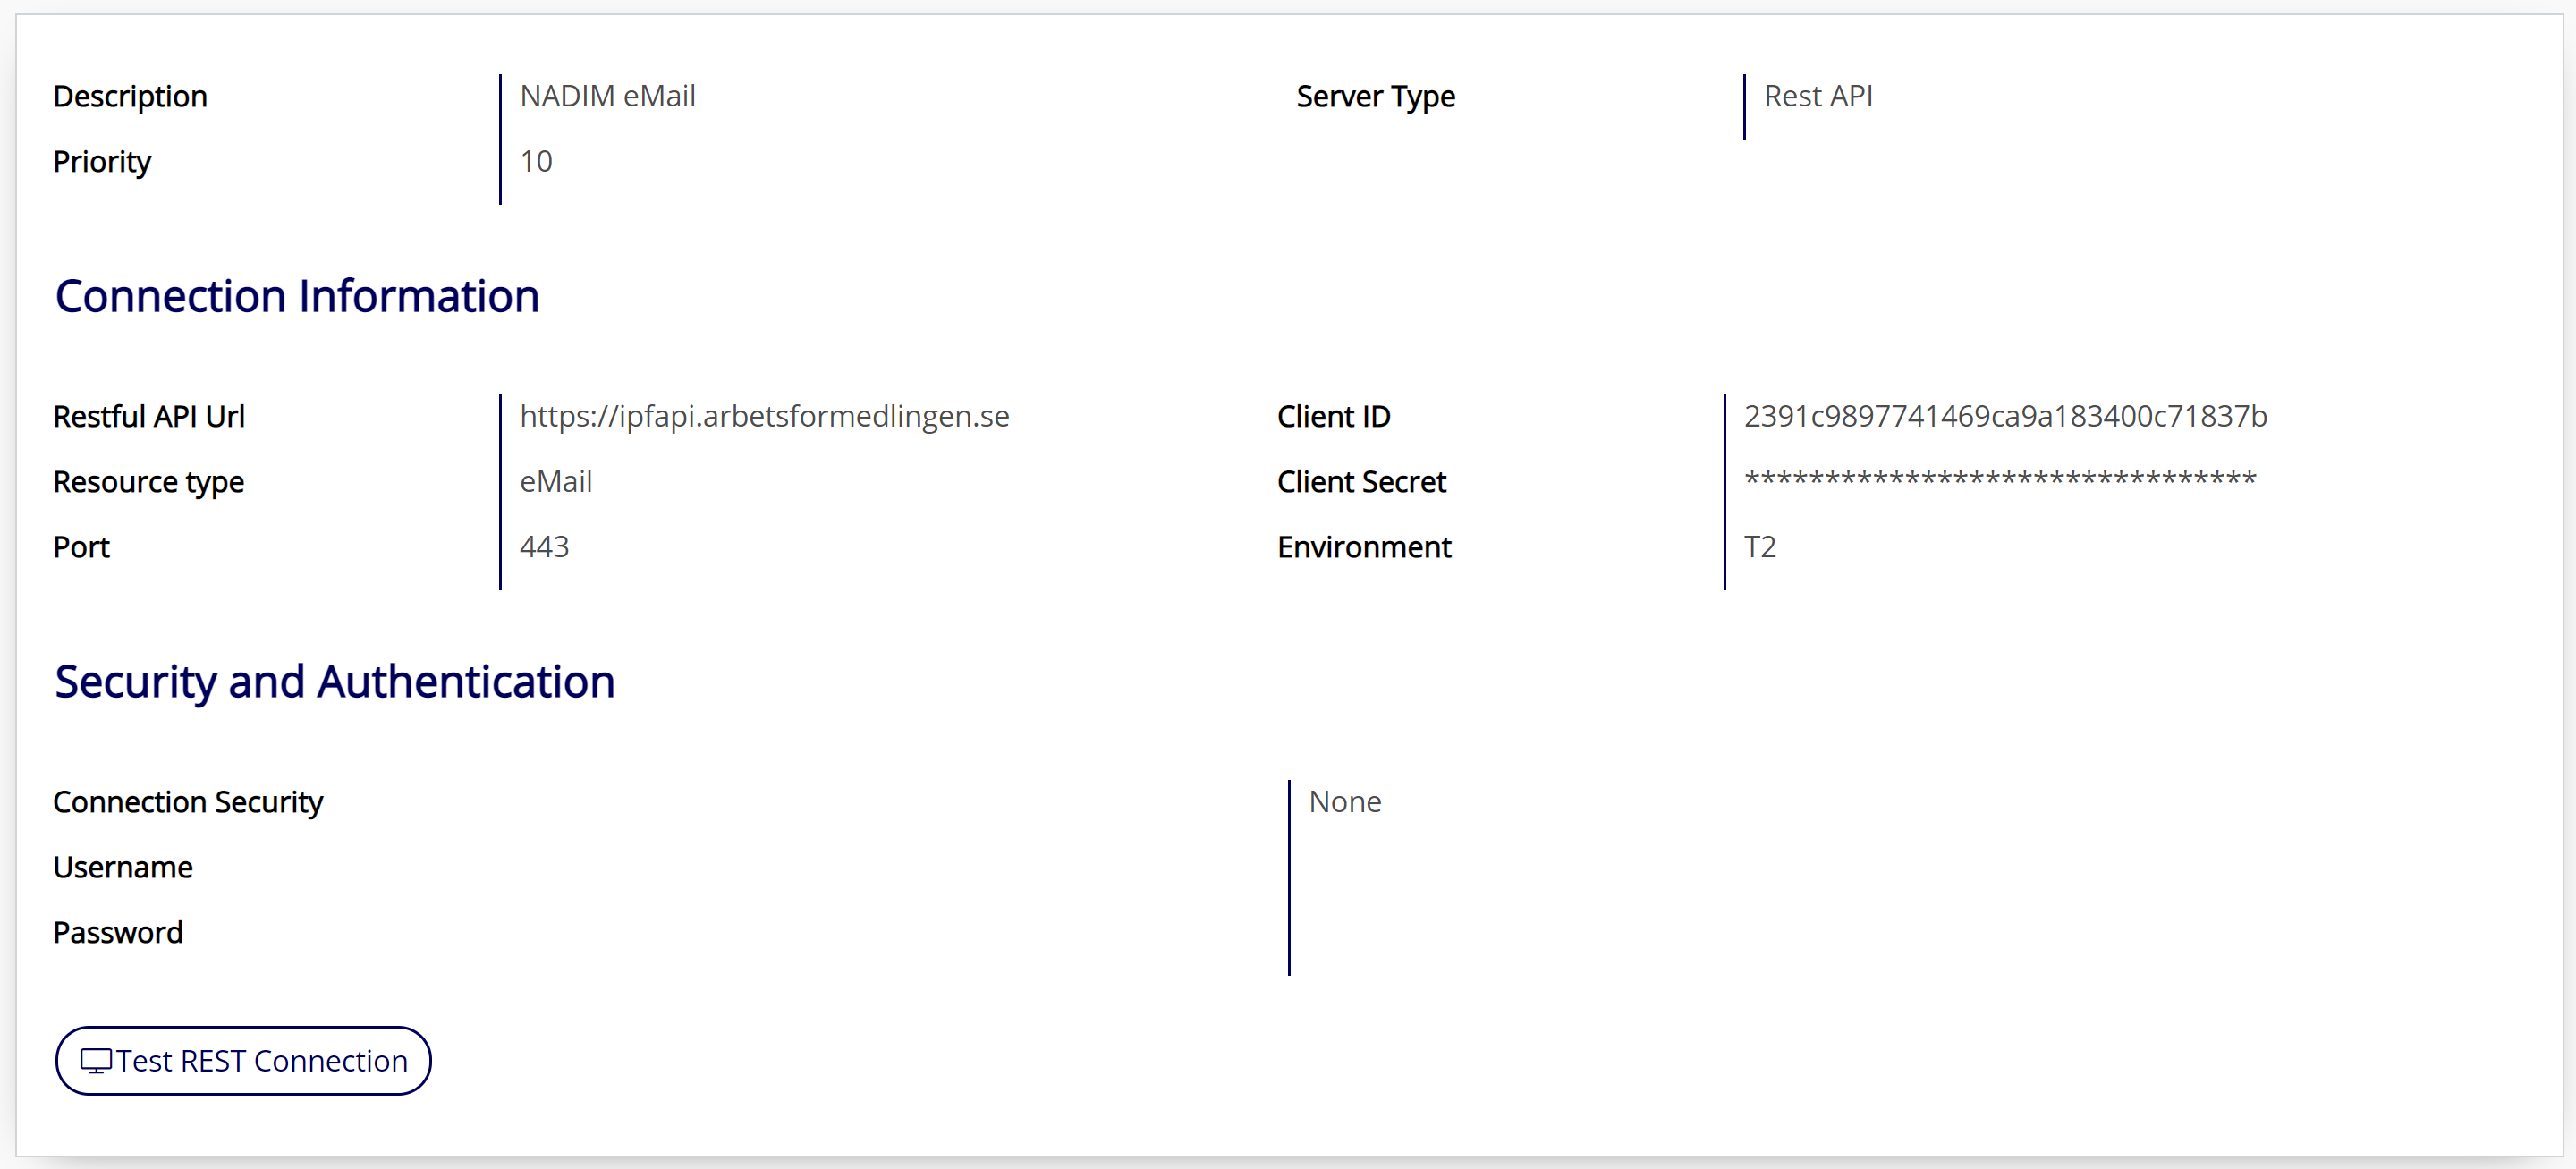 Description NADIM eMail Server Type Rest API
Priority 10
Connection Information
Restful API Url https://ipfapi.arbetsformedlingen.se Client ID 2391c9897741469ca9a183400c71837b
Resource type eMail Client Secret ********************************
Port 443 Environment T2
Security and Authentication
Connection Security None
Username
Password
Test REST Connection